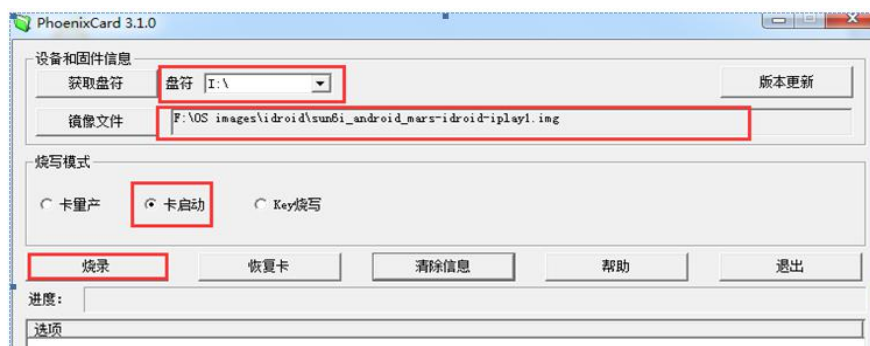 PhoenixCard 3.1.0
设备和固件信息
获取盘符 盘符 I:\ 版本更新
镜像文件 F:\OS images\idroid\sun6i_android_mars-idroid-iplay1.img
烧写模式
卡量产 卡启动 Key烧写
烧录 恢复卡 清除信息 帮助 退出
进度:
选项